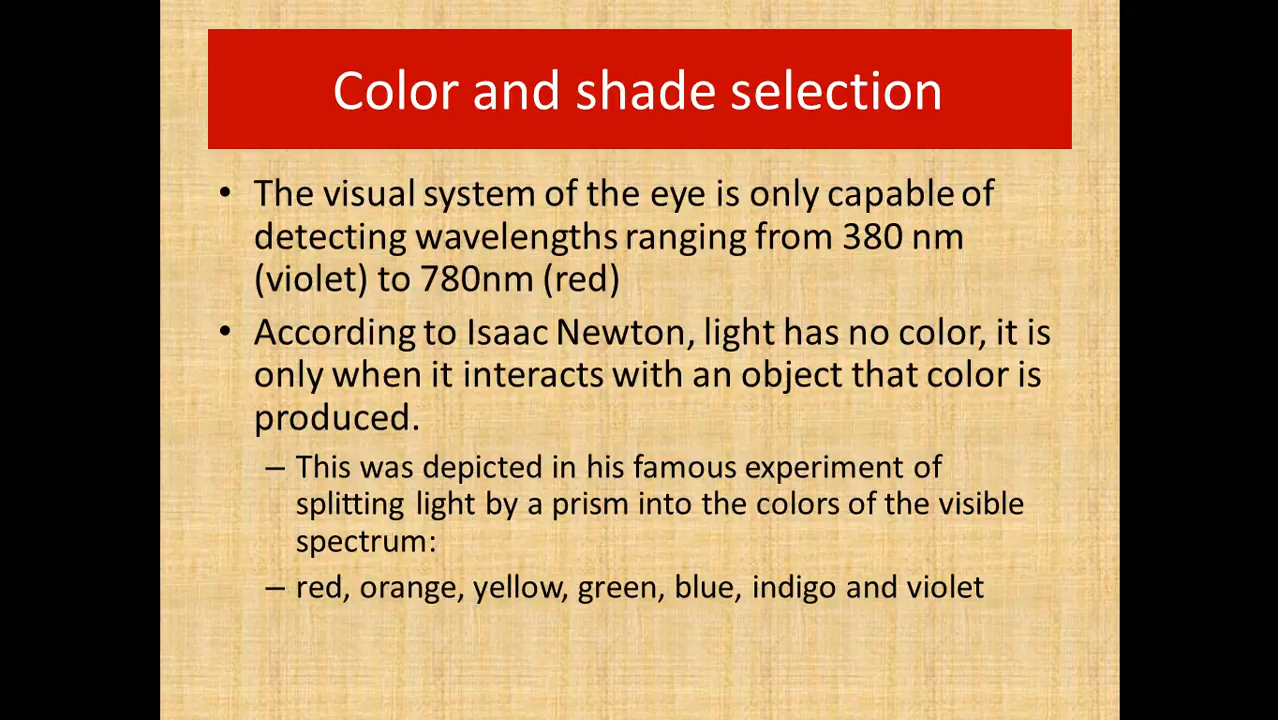 Color and shade selection
• The visual system of the eye is only capable of
detecting wavelengths ranging from 380 nm
(violet) to 780nm (red)
• According to Isaac Newton, light has no color, it is
only when it interacts with an object that color is
produced.
– This was depicted in his famous experiment of
splitting light by a prism into the colors of the visible
spectrum:
– red, orange, yellow, green, blue, indigo and violet